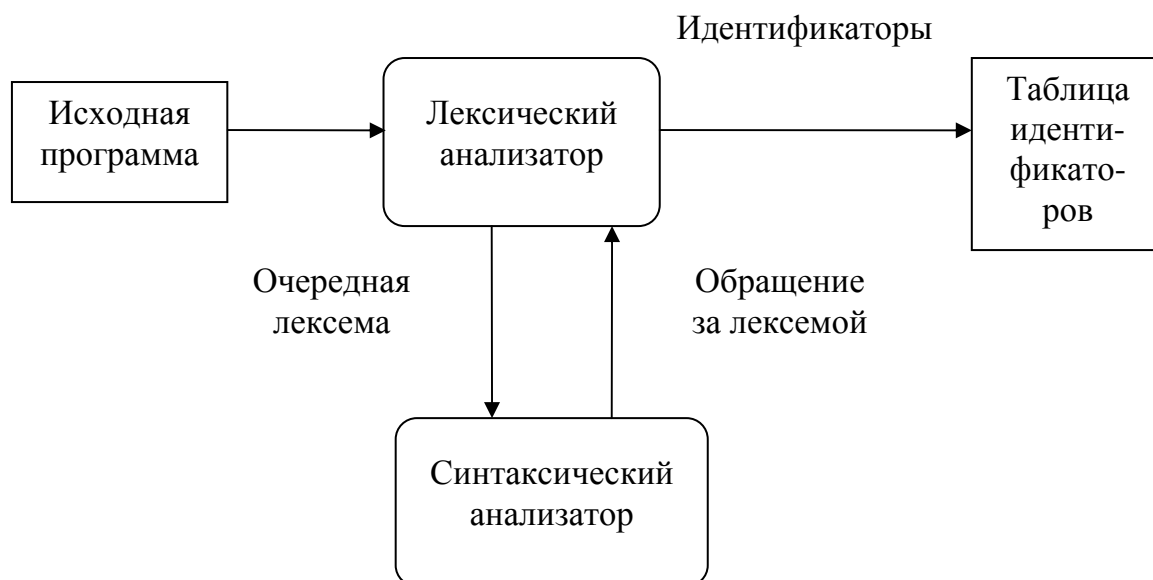 Идентификаторы
Исходная
программа
Лексический
анализатор
Таблица
иденти-
фикато-
ров
Очередная
лексема
Обращение
за лексемой
Синтаксический
анализатор